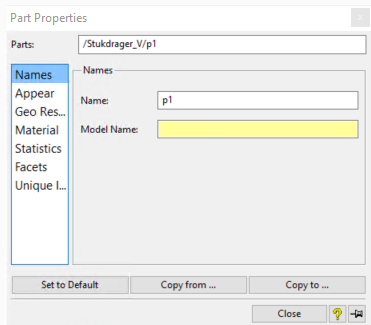 Part Properties
Parts: /Stukdrager_V/p1
Names
Appear
Geo Res...
Material
Statistics
Facets
Unique I...
Names
Name: p1
Model Name:
Set to Default Copy from ... Copy to ...
Close ?